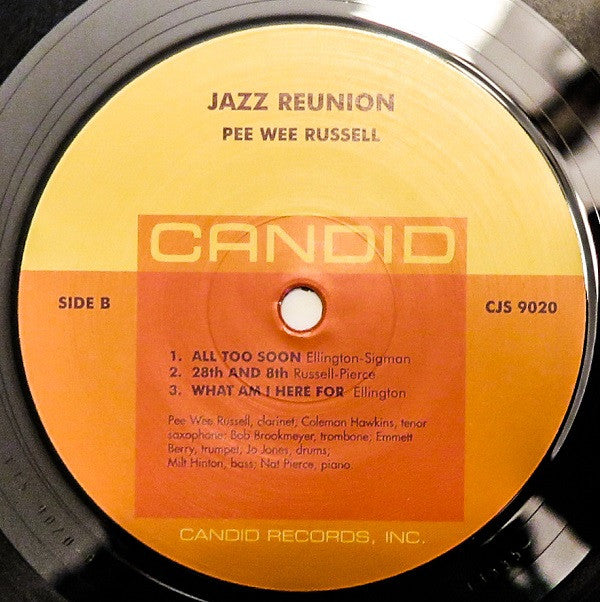 JAZZ REUNION
PEE WEE RUSSELL
CANDID
SIDE B
CJS 9020
1. ALL TOO SOON Ellington-Sigman
2. 28th AND 8th Russell-Pierce
3. WHAT AM I HERE FOR Ellington
Pee Wee Russell, clarinet; Coleman Hawkins, tenor
saxophone; Bob Brookmeyer, trombone; Emmett
Berry, trumpet, Jo Jones, drums;
Milt Hinton, bass; Nat Pierce, piano.
CANDID RECORDS, INC.